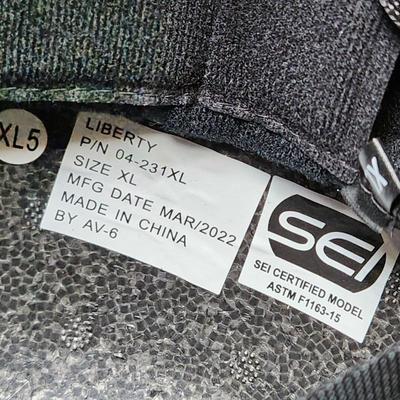 XL5
LIBERTY
P/N 04-231XL
SIZE XL
MFG DATE MAR/2022
MADE IN CHINA
BY AV-6
SEI
SEI CERTIFIED MODEL
ASTM F1163-15